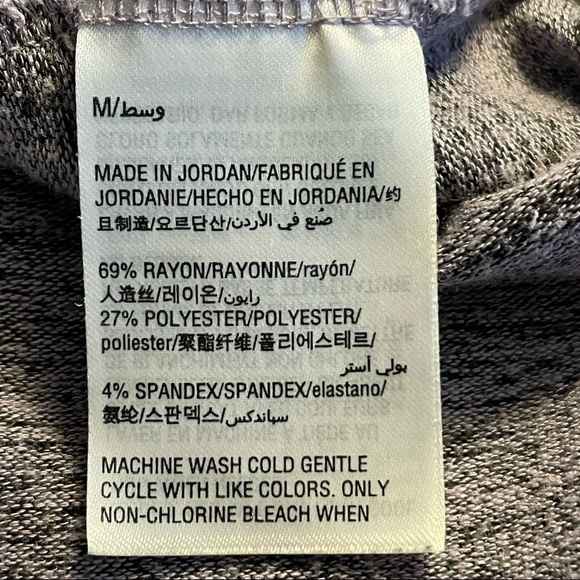 M/وسط
MADE IN JORDAN/FABRIQUÉ EN
JORDANIE/HECHO EN JORDANIA/约
旦制造/요르단산/صُنع في الأردن
69% RAYON/RAYONNE/rayón/
人造丝/레이온/رايون
27% POLYESTER/POLYESTER/
poliester/聚酯纤维/폴리에스테르/
بولي أستر
4% SPANDEX/SPANDEX/elastano/
氨纶/스판덱스/سباندكس
MACHINE WASH COLD GENTLE
CYCLE WITH LIKE COLORS. ONLY
NON-CHLORINE BLEACH WHEN